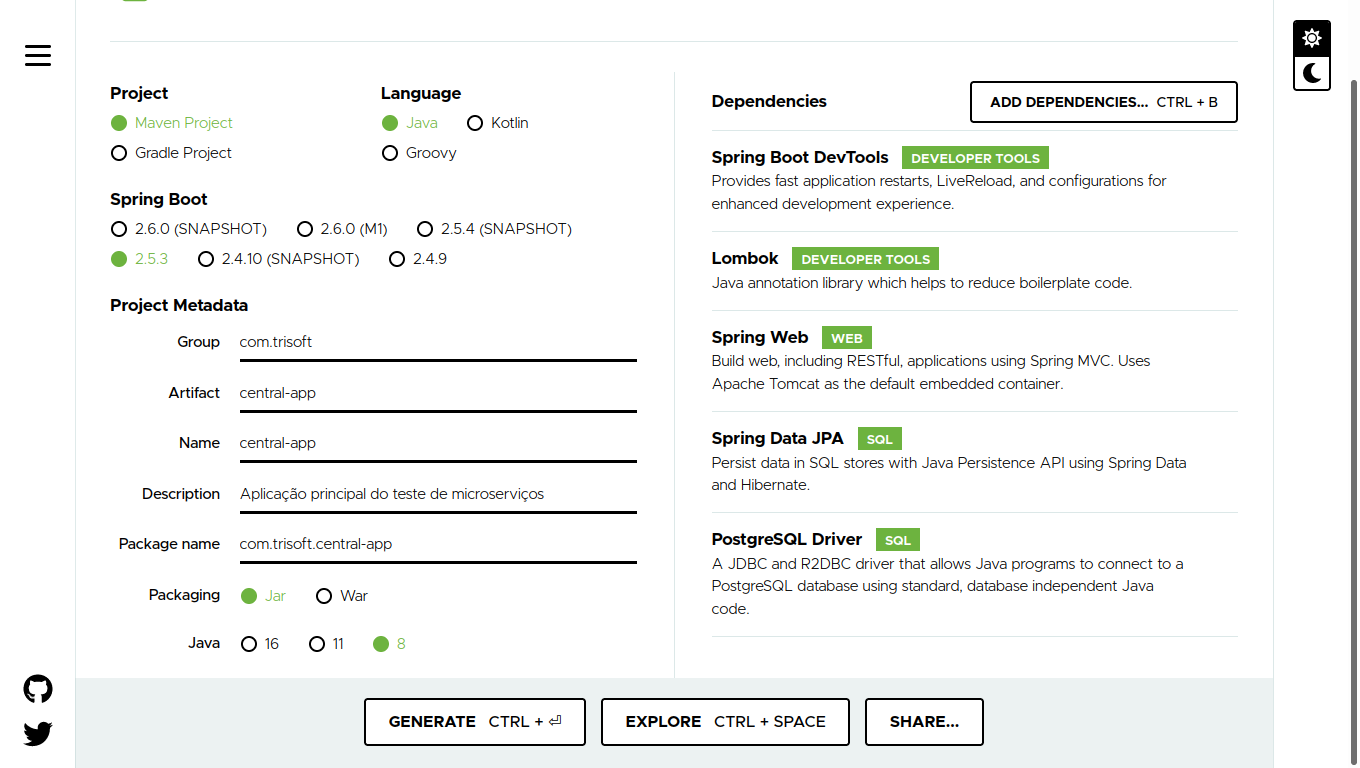 Project
Maven Project
Gradle Project
Language
Java Kotlin
Groovy
Spring Boot
2.6.0 (SNAPSHOT) 2.6.0 (M1) 2.5.4 (SNAPSHOT)
2.5.3 2.4.10 (SNAPSHOT) 2.4.9
Project Metadata
Group com.trisoft
Artifact central-app
Name central-app
Description Aplicação principal do teste de microserviços
Package name com.trisoft.central-app
Packaging Jar War
Java 16 11 8
Dependencies
ADD DEPENDENCIES... CTRL + B
Spring Boot DevTools DEVELOPER TOOLS
Provides fast application restarts, LiveReload, and configurations for
enhanced development experience.
Lombok DEVELOPER TOOLS
Java annotation library which helps to reduce boilerplate code.
Spring Web WEB
Build web, including RESTful, applications using Spring MVC. Uses
Apache Tomcat as the default embedded container.
Spring Data JPA SQL
Persist data in SQL stores with Java Persistence API using Spring Data
and Hibernate.
PostgreSQL Driver SQL
A JDBC and R2DBC driver that allows Java programs to connect to a
PostgreSQL database using standard, database independent Java
code.
GENERATE CTRL + ⏎
EXPLORE CTRL + SPACE
SHARE...